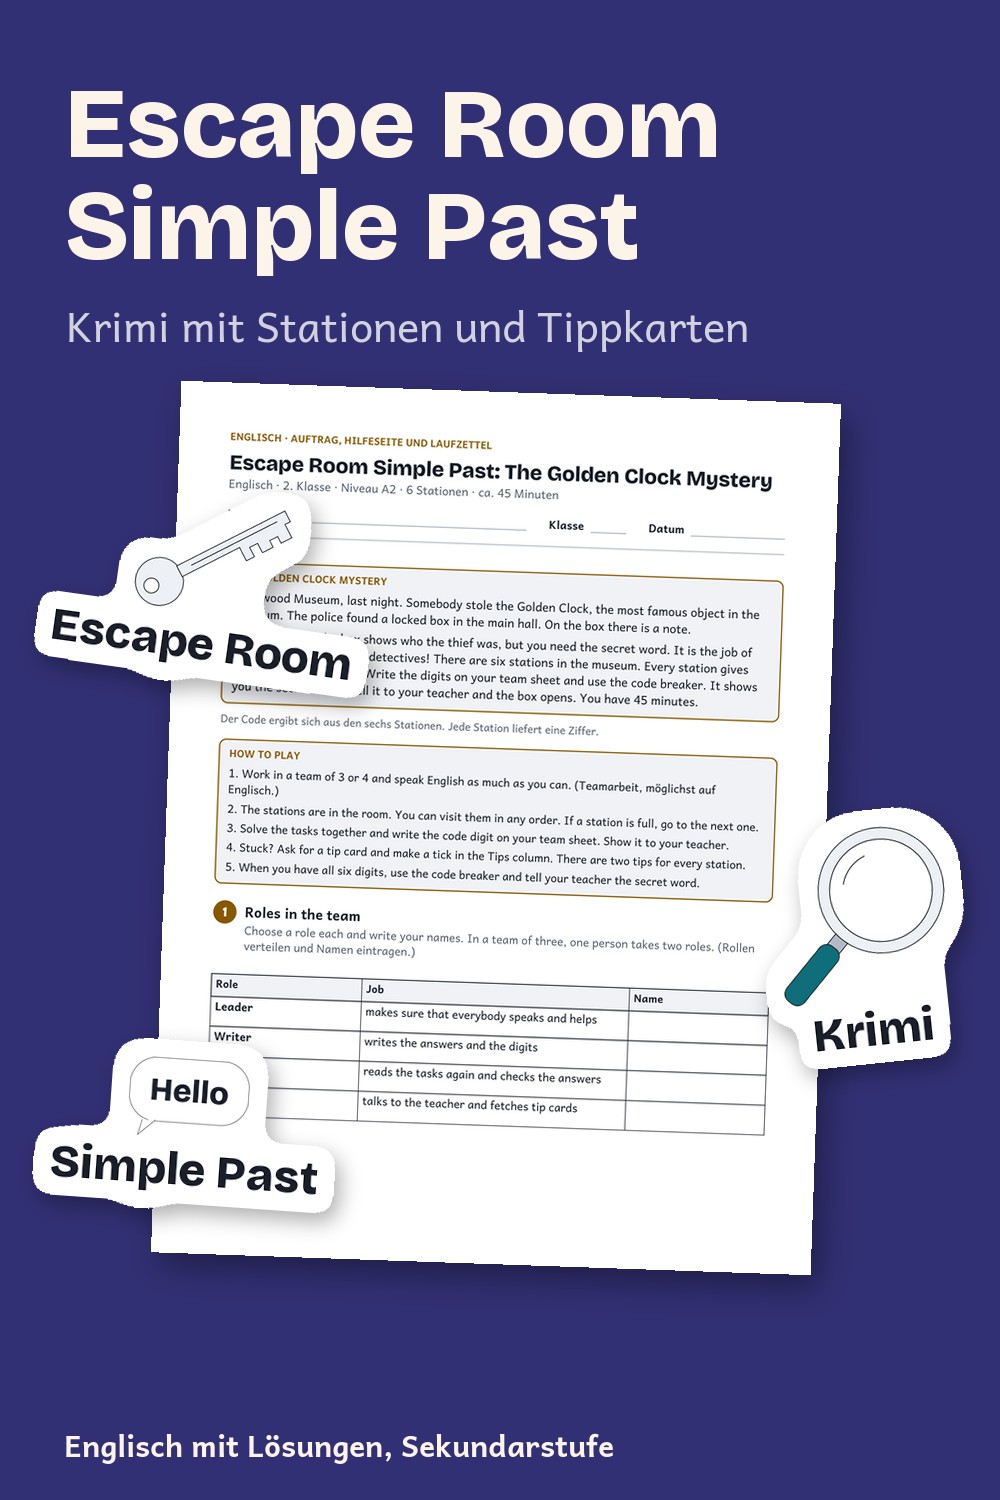 Escape Room
Simple Past
Krimi mit Stationen und Tippkarten
ENGLISCH · AUFTRAG, HILFESEITE UND LAUFZETTEL
Escape Room Simple Past: The Golden Clock Mystery
Englisch · 2. Klasse · Niveau A2 · 6 Stationen · ca. 45 Minuten
Klasse Datum
CLOCK MYSTERY
Museum, last night. Somebody stole the Golden Clock, the most famous object in the
The police found a locked box in the main hall. On the box there is a note.
shows who the thief was, but you need the secret word. It is the job of
detectives! There are six stations in the museum. Every station gives
Write the digits on your team sheet and use the code breaker. It shows
you the it to your teacher and the box opens. You have 45 minutes.
Der Code ergibt sich aus den sechs Stationen. Jede Station liefert eine Ziffer.
HOW TO PLAY
1. Work in a team of 3 or 4 and speak English as much as you can. (Teamarbeit, möglichst auf
Englisch.)
2. The stations are in the room. You can visit them in any order. If a station is full, go to the next one.
3. Solve the tasks together and write the code digit on your team sheet. Show it to your teacher.
4. Stuck? Ask for a tip card and make a tick in the Tips column. There are two tips for every station.
5. When you have all six digits, use the code breaker and tell your teacher the secret word.
1 Roles in the team
Choose a role each and write your names. In a team of three, one person takes two roles. (Rollen
verteilen und Namen eintragen.)
Role Job Name
Leader makes sure that everybody speaks and helps
Writer writes the answers and the digits
reads the tasks again and checks the answers
talks to the teacher and fetches tip cards
Escape Room
Krimi
Hello
Simple Past
Englisch mit Lösungen, Sekundarstufe